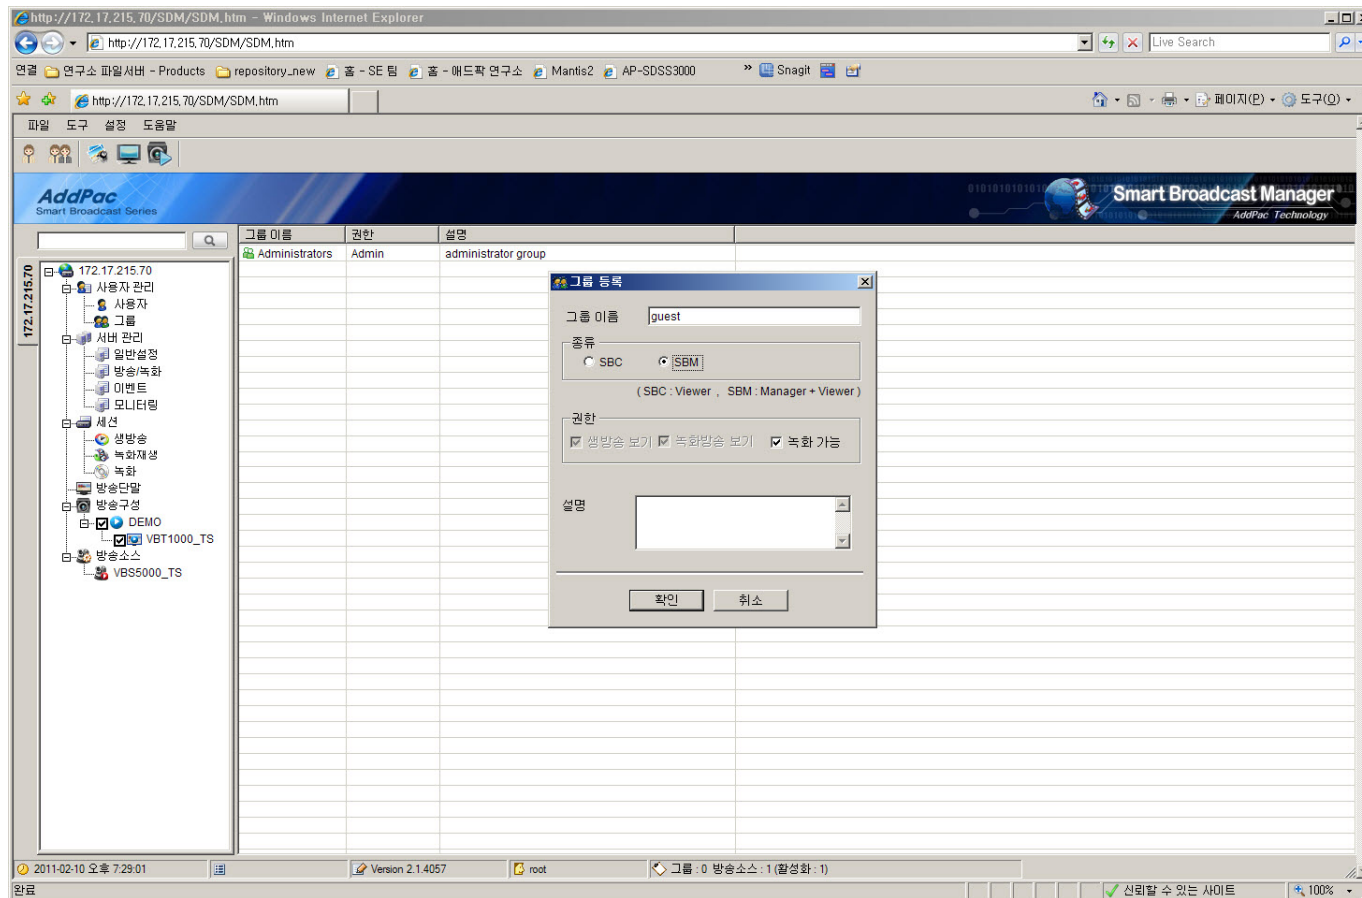 http://172.17.215.70/SDM/SDM.htm - Windows Internet Explorer
http://172.17.215.70/SDM/SDM.htm
Live Search
연결 연구소 파일서버 - Products repository_new 홈 - SE 팀 홈 - 애드팍 연구소 Mantis2 AP-SDSS3000 » Snagit
http://172.17.215.70/SDM/SDM.htm
페이지(P) 도구(O)
파일 도구 설정 도움말
AddPac
Smart Broadcast Series
Smart Broadcast Manager
AddPac Technology
172.17.215.70
172.17.215.70
사용자 관리
사용자
그룹
서버 관리
일반설정
방송/녹화
이벤트
모니터링
세션
생방송
녹화재생
녹화
방송단말
방송구성
DEMO
VBT1000_TS
방송소스
VBS5000_TS
그룹 이름 권한 설명
Administrators Admin administrator group
그룹 등록
그룹 이름 guest
종류
SBC SBM
( SBC : Viewer , SBM : Manager + Viewer )
권한
생방송 보기 녹화방송 보기 녹화 가능
설명
확인 취소
2011-02-10 오후 7:29:01 Version 2.1.4057 root 그룹 : 0 방송소스 : 1 (활성화 : 1)
완료 신뢰할 수 있는 사이트 100%